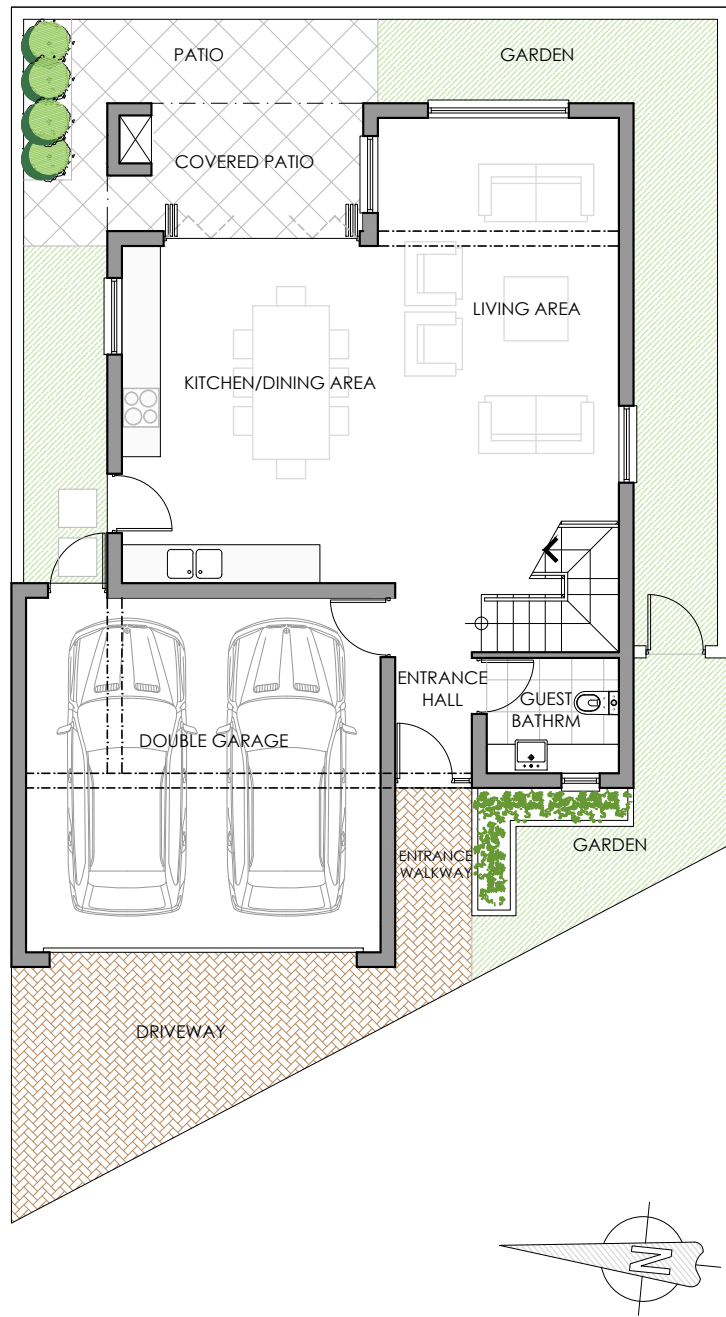 PATIO
GARDEN
COVERED PATIO
LIVING AREA
KITCHEN/DINING AREA
ENTRANCE
HALL
GUEST
BATHRM
DOUBLE GARAGE
ENTRANCE
WALKWAY
GARDEN
DRIVEWAY
N